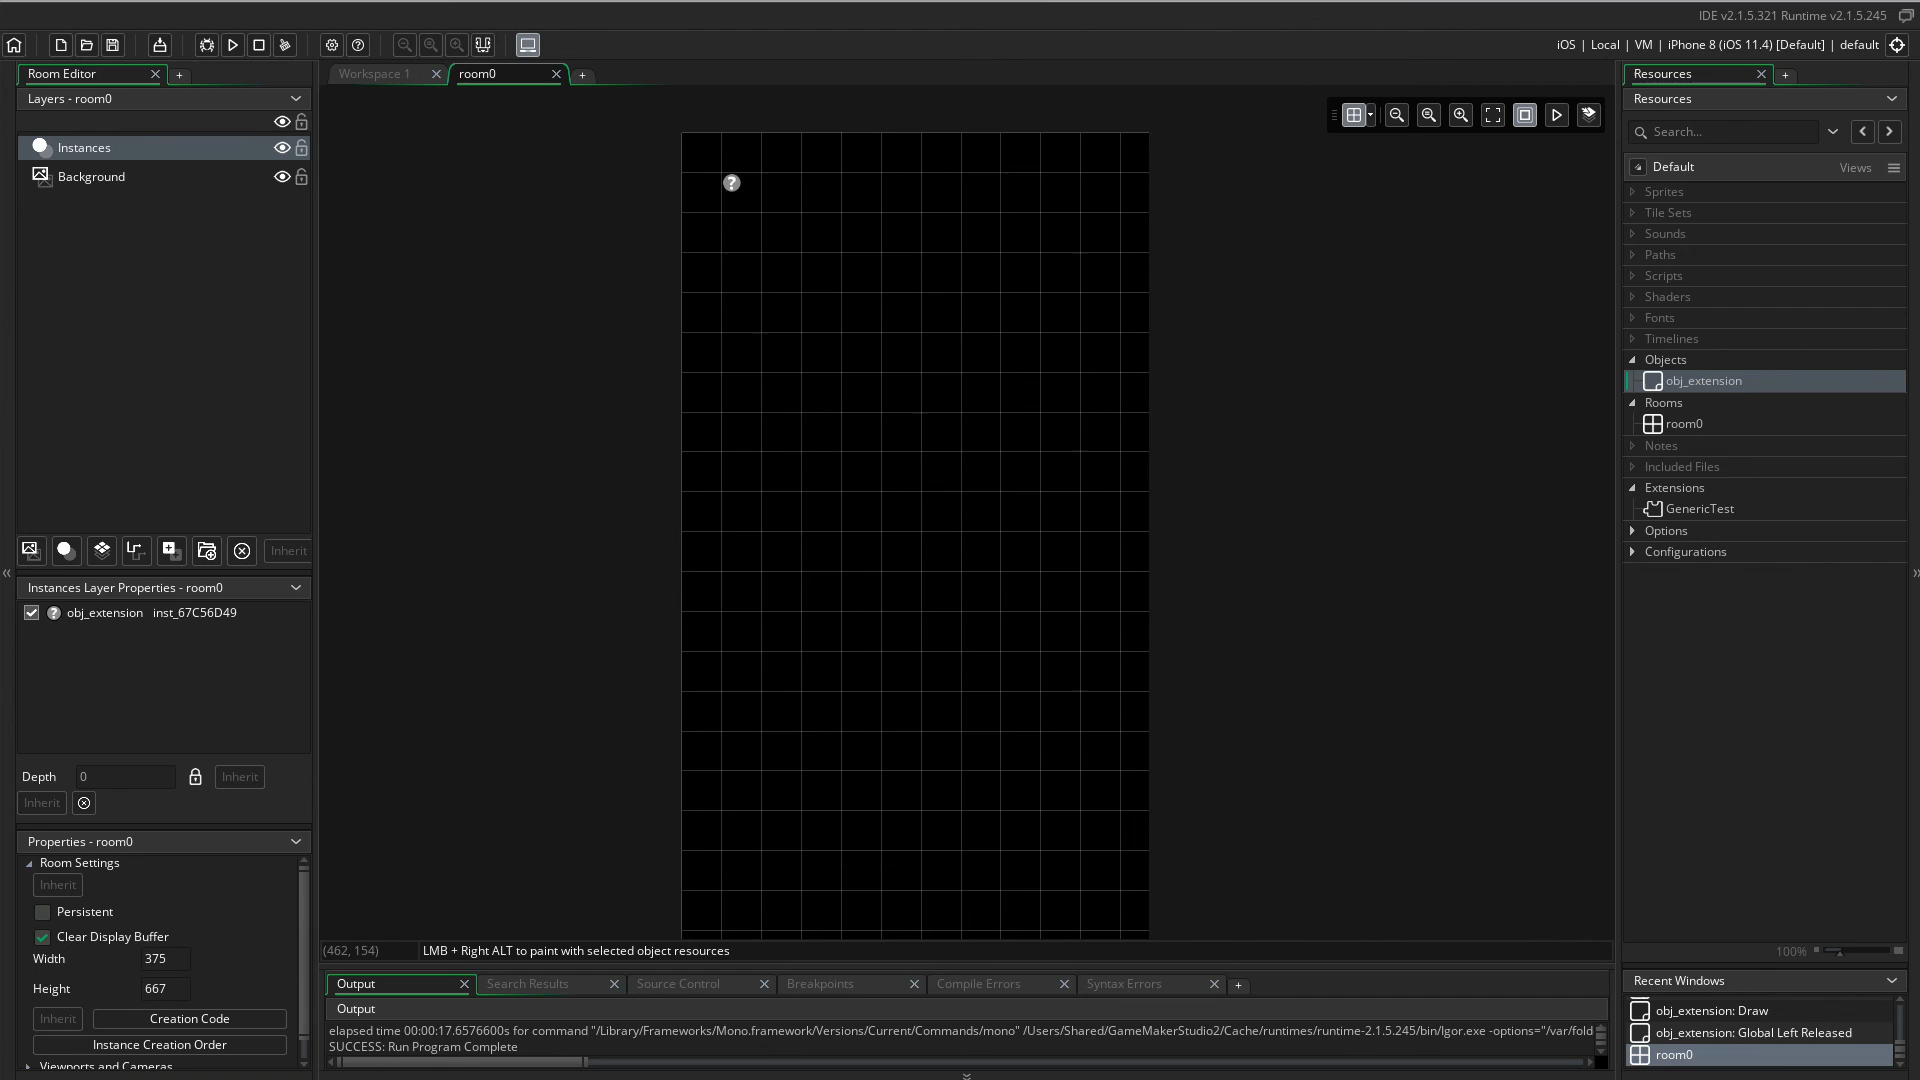 IDE v2.1.5.321 Runtime v2.1.5.245
iOS | Local | VM | iPhone 8 (iOS 11.4) [Default] | default
Room Editor
Layers - room0
Instances
Background
Inherit
Instances Layer Properties - room0
obj_extension inst_67C56D49
Depth 0 Inherit
Inherit
Properties - room0
Room Settings
Inherit
Persistent
Clear Display Buffer
Width 375
Height 667
Inherit Creation Code
Instance Creation Order
Viewports and Cameras
Workspace 1 room0
(462, 154) LMB + Right ALT to paint with selected object resources
Output Search Results Source Control Breakpoints Compile Errors Syntax Errors
Output
elapsed time 00:00:17.6576600s for command "/Library/Frameworks/Mono.framework/Versions/Current/Commands/mono" /Users/Shared/GameMakerStudio2/Cache/runtimes/runtime-2.1.5.245/bin/Igor.exe -options="/var/fold
SUCCESS: Run Program Complete
Resources
Resources
Search...
Default Views
Sprites
Tile Sets
Sounds
Paths
Scripts
Shaders
Fonts
Timelines
Objects
obj_extension
Rooms
room0
Notes
Included Files
Extensions
GenericTest
Options
Configurations
100%
Recent Windows
obj_extension: Draw
obj_extension: Global Left Released
room0